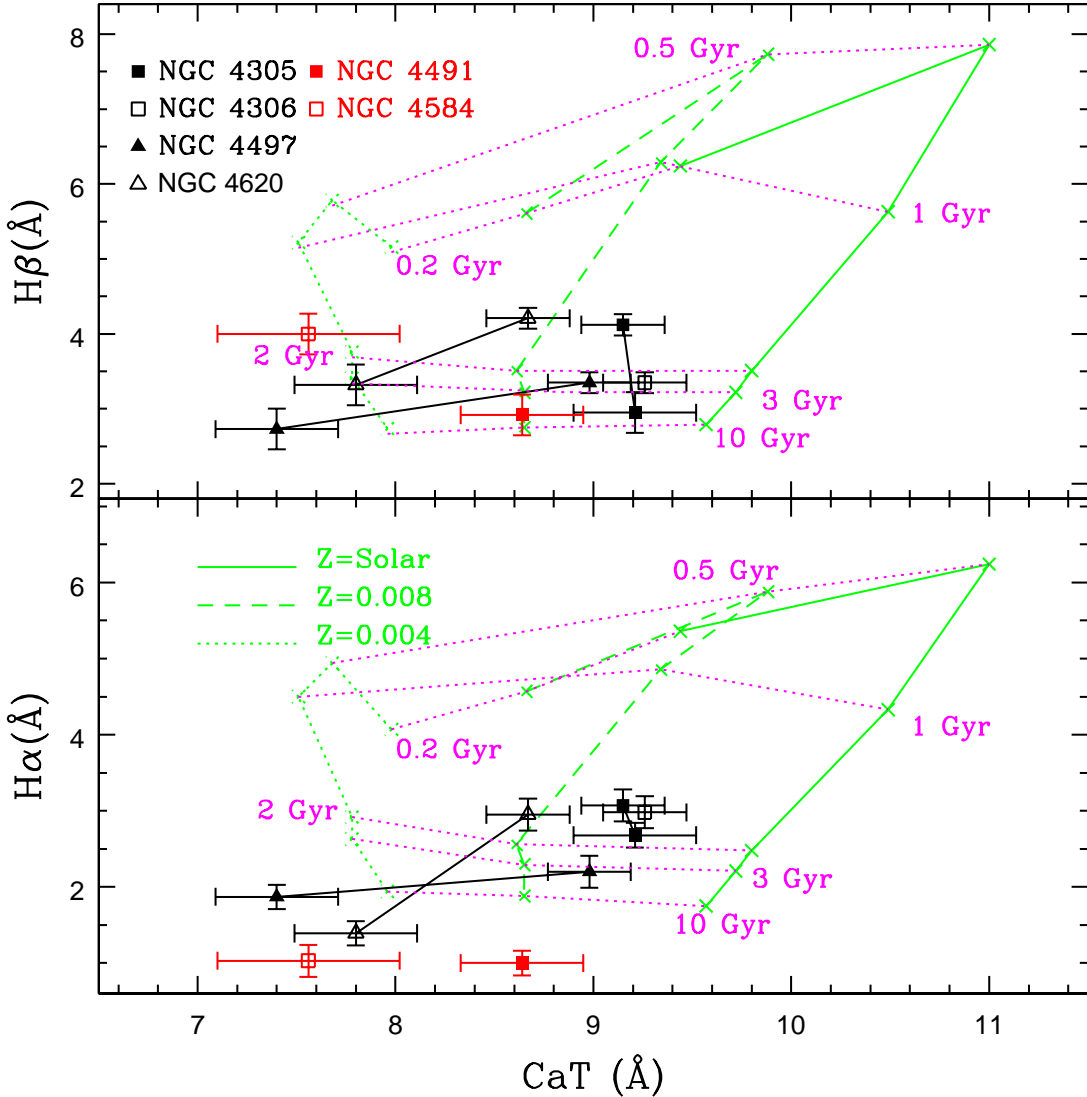 8
6
4
2
Hβ(Å)
NGC 4305
NGC 4306
NGC 4497
NGC 4620
NGC 4491
NGC 4584
0.5 Gyr
1 Gyr
0.2 Gyr
2 Gyr
3 Gyr
10 Gyr
6
4
2
Hα(Å)
Z=Solar
Z=0.008
Z=0.004
0.5 Gyr
1 Gyr
0.2 Gyr
2 Gyr
3 Gyr
10 Gyr
7 8 9 10 11
CaT (Å)